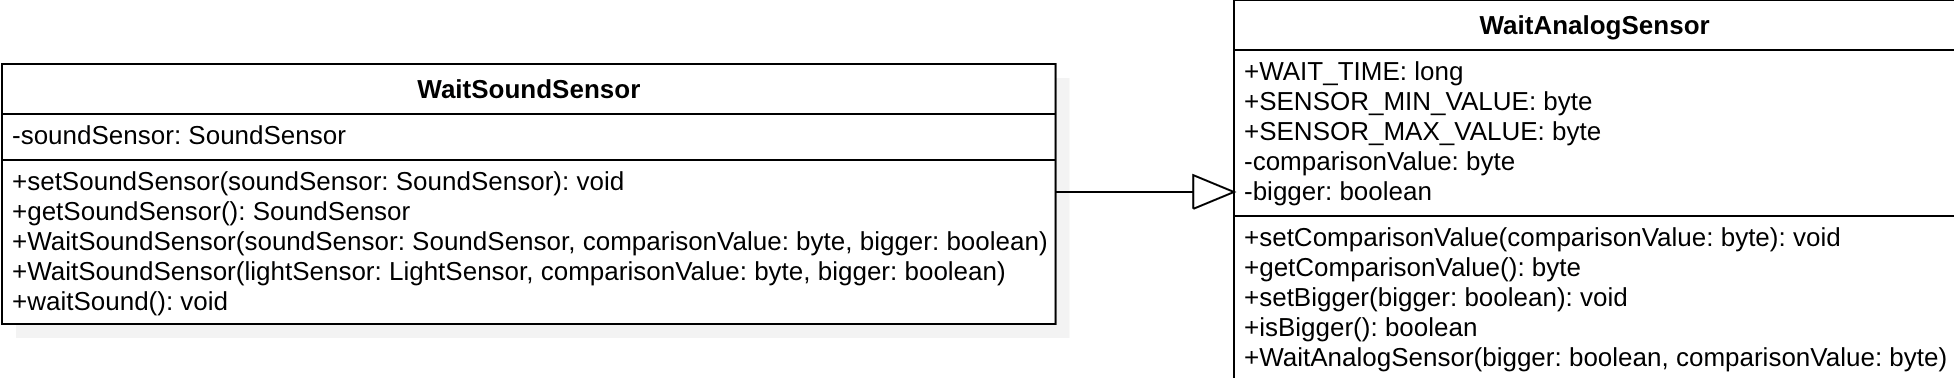 WaitSoundSensor
-soundSensor: SoundSensor
+setSoundSensor(soundSensor: SoundSensor): void
+getSoundSensor(): SoundSensor
+WaitSoundSensor(soundSensor: SoundSensor, comparisonValue: byte, bigger: boolean)
+WaitSoundSensor(lightSensor: LightSensor, comparisonValue: byte, bigger: boolean)
+waitSound(): void
WaitAnalogSensor
+WAIT_TIME: long
+SENSOR_MIN_VALUE: byte
+SENSOR_MAX_VALUE: byte
-comparisonValue: byte
-bigger: boolean
+setComparisonValue(comparisonValue: byte): void
+getComparisonValue(): byte
+setBigger(bigger: boolean): void
+isBigger(): boolean
+WaitAnalogSensor(bigger: boolean, comparisonValue: byte)